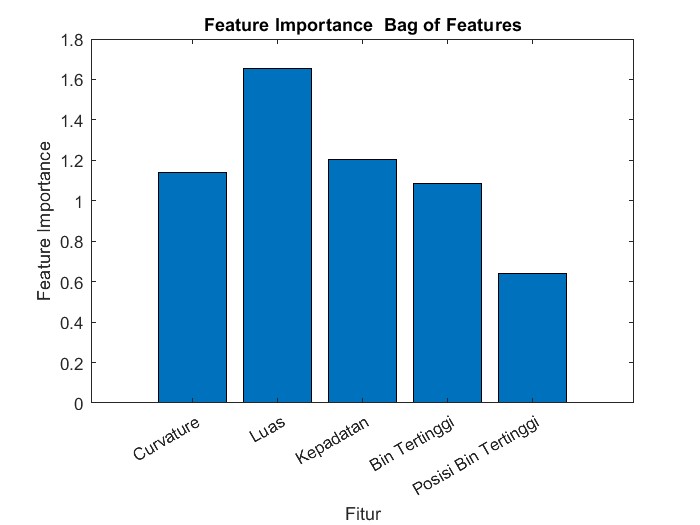 Feature Importance  Bag of Features
Feature Importance
1.8
1.6
1.4
1.2
1
0.8
0.6
0.4
0.2
0
Curvature
Luas
Kepadatan
Bin Tertinggi
Posisi Bin Tertinggi
Fitur